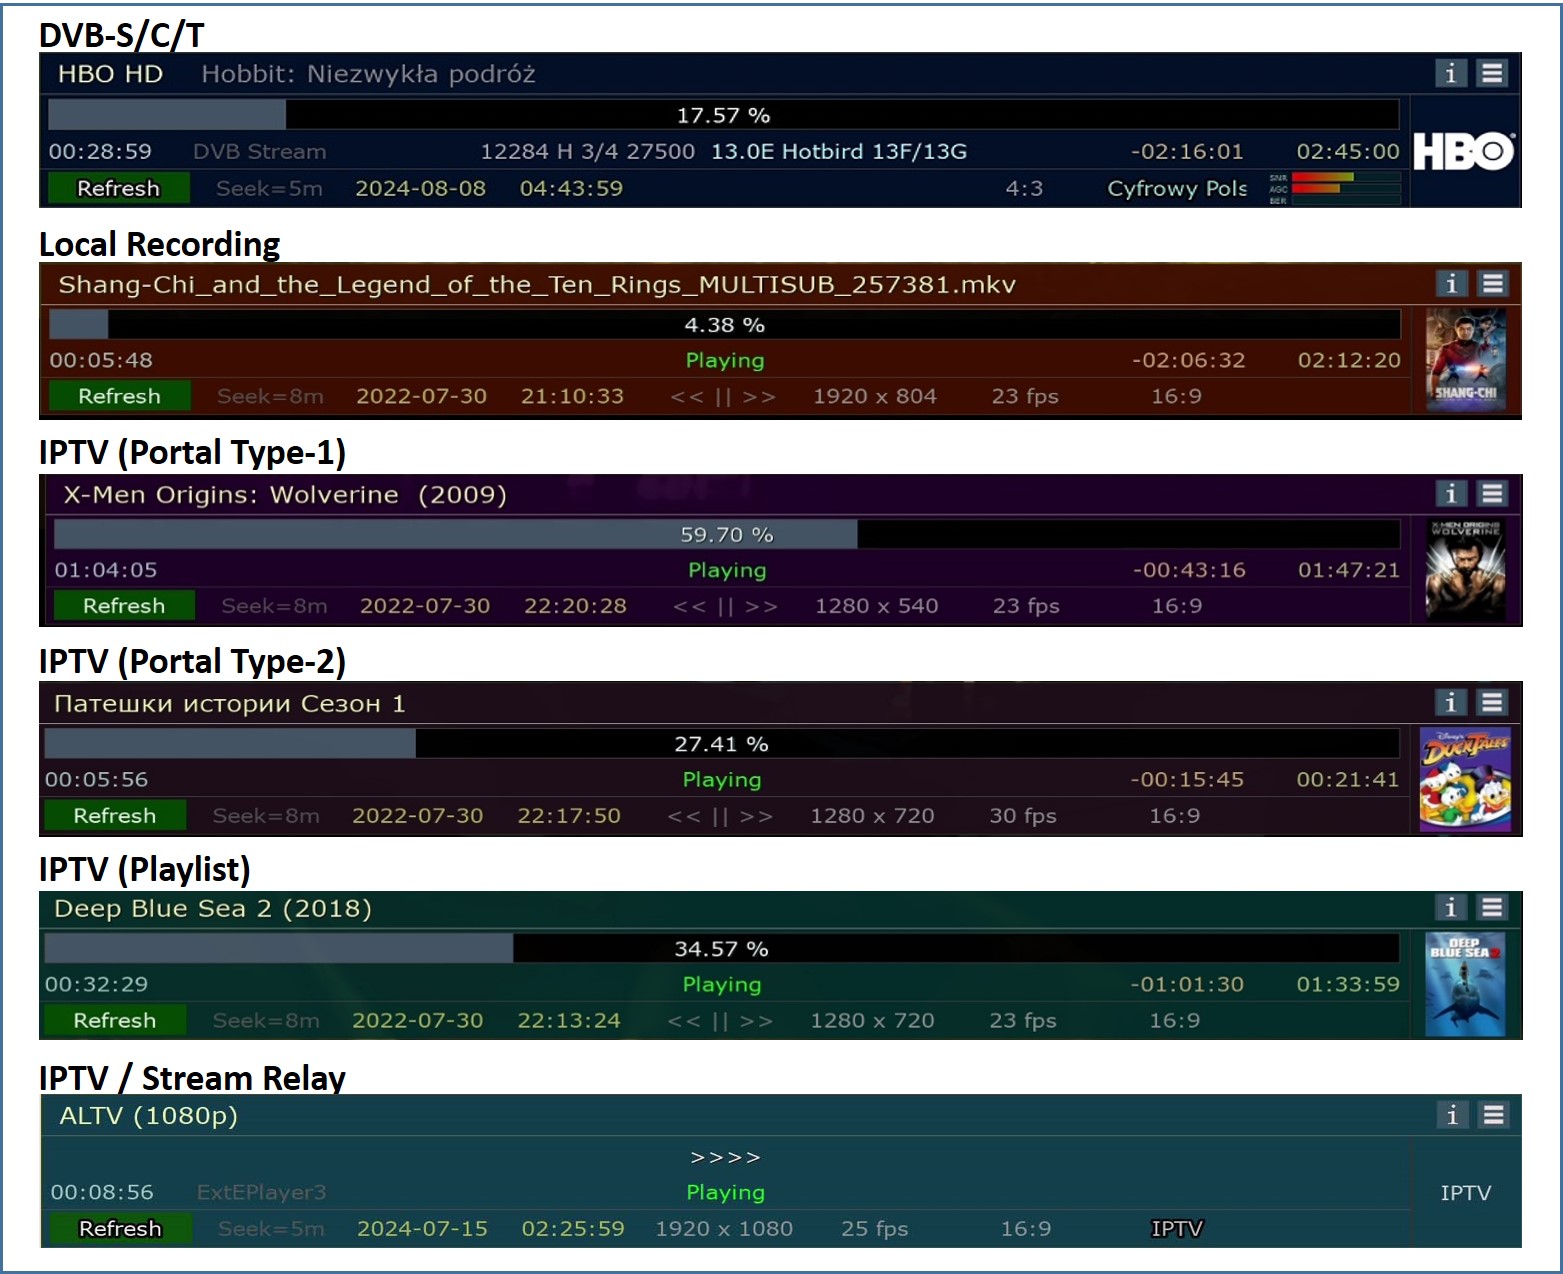 DVB-S/C/T
HBO HD Hobbit: Niezwykła podróż i
17.57 %
00:28:59 DVB Stream 12284 H 3/4 27500 13.0E Hotbird 13F/13G -02:16:01 02:45:00 HBO
Refresh Seek=5m 2024-08-08 04:43:59 4:3 Cyfrowy Pols SNR AGC BER
Local Recording
Shang-Chi_and_the_Legend_of_the_Ten_Rings_MULTISUB_257381.mkv i
4.38 %
00:05:48 Playing -02:06:32 02:12:20
Refresh Seek=8m 2022-07-30 21:10:33 << || >> 1920 x 804 23 fps 16:9 SHANG-CHI
IPTV (Portal Type-1)
X-Men Origins: Wolverine (2009) i
59.70 % X-MEN ORIGINS WOLVERINE
01:04:05 Playing -00:43:16 01:47:21
Refresh Seek=8m 2022-07-30 22:20:28 << || >> 1280 x 540 23 fps 16:9
IPTV (Portal Type-2)
Патешки истории Сезон 1 i
27.41 % Disney's DUCKTALES
00:05:56 Playing -00:15:45 00:21:41
Refresh Seek=8m 2022-07-30 22:17:50 << || >> 1280 x 720 30 fps 16:9
IPTV (Playlist)
Deep Blue Sea 2 (2018) i
34.57 % DEEP BLUE SEA 2
00:32:29 Playing -01:01:30 01:33:59
Refresh Seek=8m 2022-07-30 22:13:24 << || >> 1280 x 720 23 fps 16:9
IPTV / Stream Relay
ALTV (1080p) i
>>>>
00:08:56 ExtEPlayer3 Playing IPTV
Refresh Seek=5m 2024-07-15 02:25:59 1920 x 1080 25 fps 16:9 IPTV